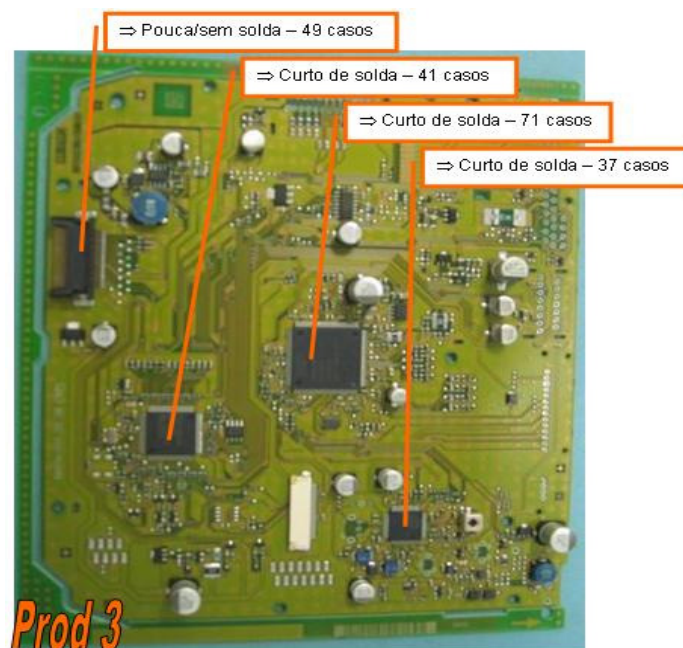 ⇒ Pouca/sem solda – 49 casos
⇒ Curto de solda – 41 casos
⇒ Curto de solda – 71 casos
⇒ Curto de solda – 37 casos
Prod 3